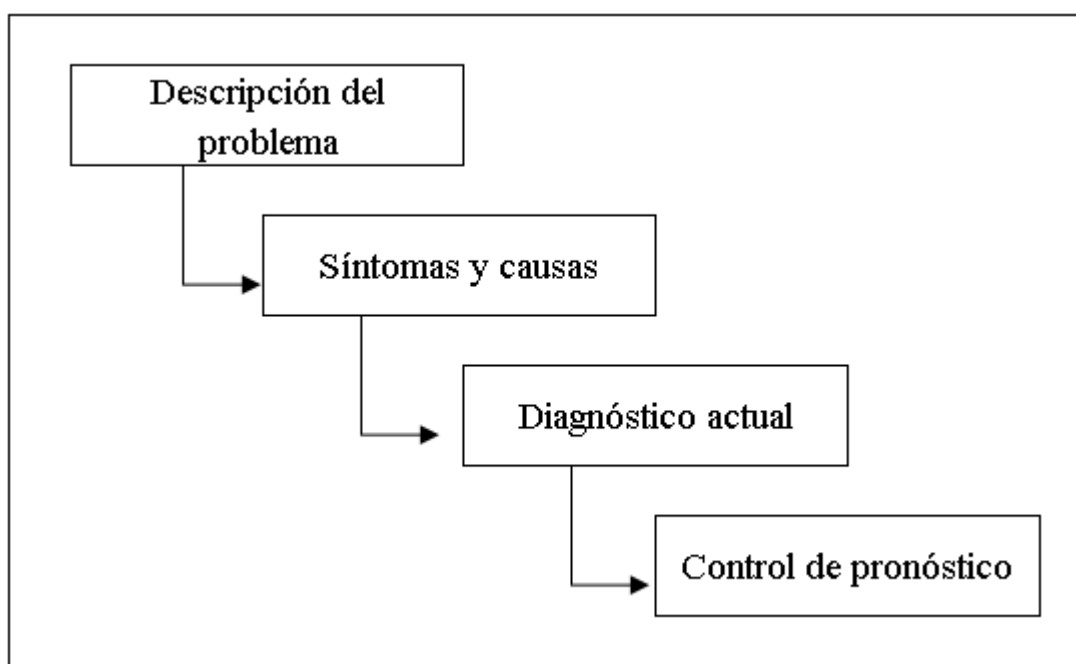 Descripción del
problema
Síntomas y causas
Diagnóstico actual
Control de pronóstico